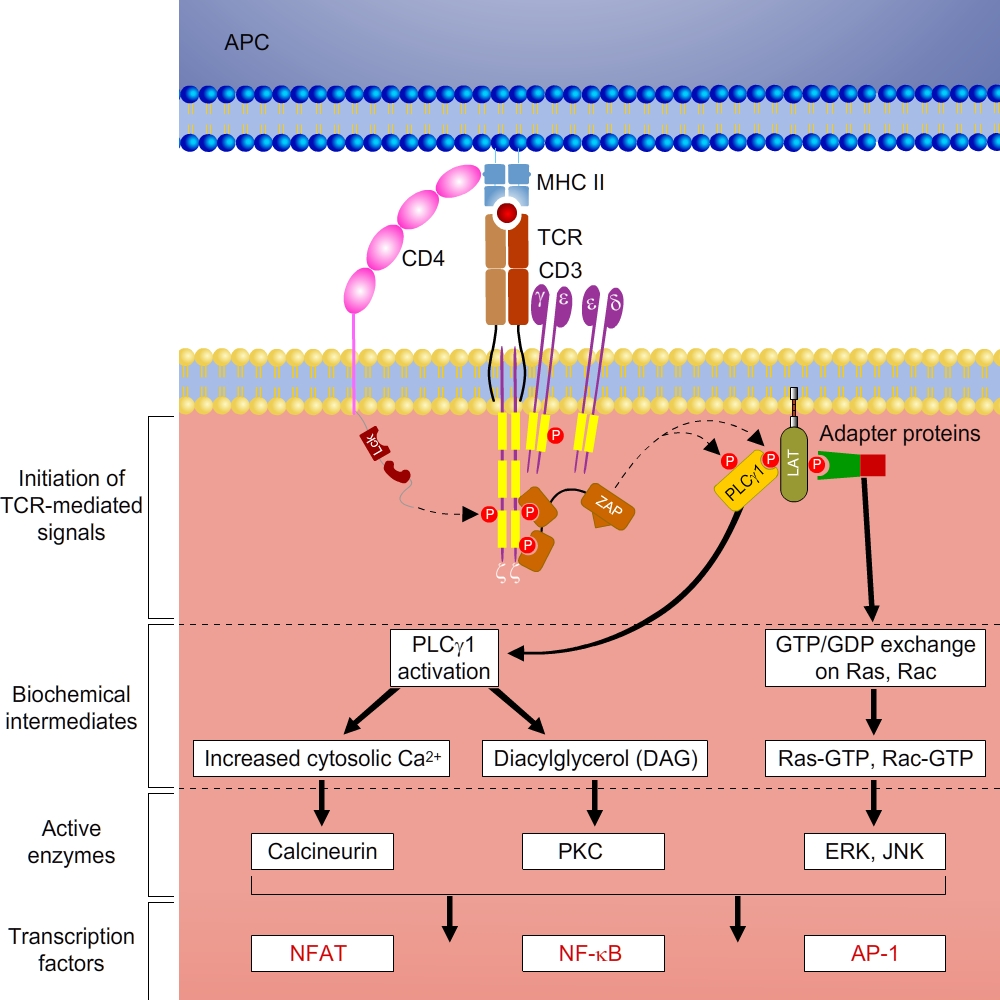 APC
MHC II
TCR
CD4
CD3
γ ε ε δ
Initiation of
TCR-mediated
signals
Lck
P
P
P
P
ζ ζ
ZAP
P
P
PLCγ1
LAT
P
Adapter proteins
Biochemical
intermediates
PLCγ1
activation
GTP/GDP exchange
on Ras, Rac
Increased cytosolic Ca²⁺
Diacylglycerol (DAG)
Ras-GTP, Rac-GTP
Active
enzymes
Calcineurin
PKC
ERK, JNK
Transcription
factors
NFAT
NF-κB
AP-1